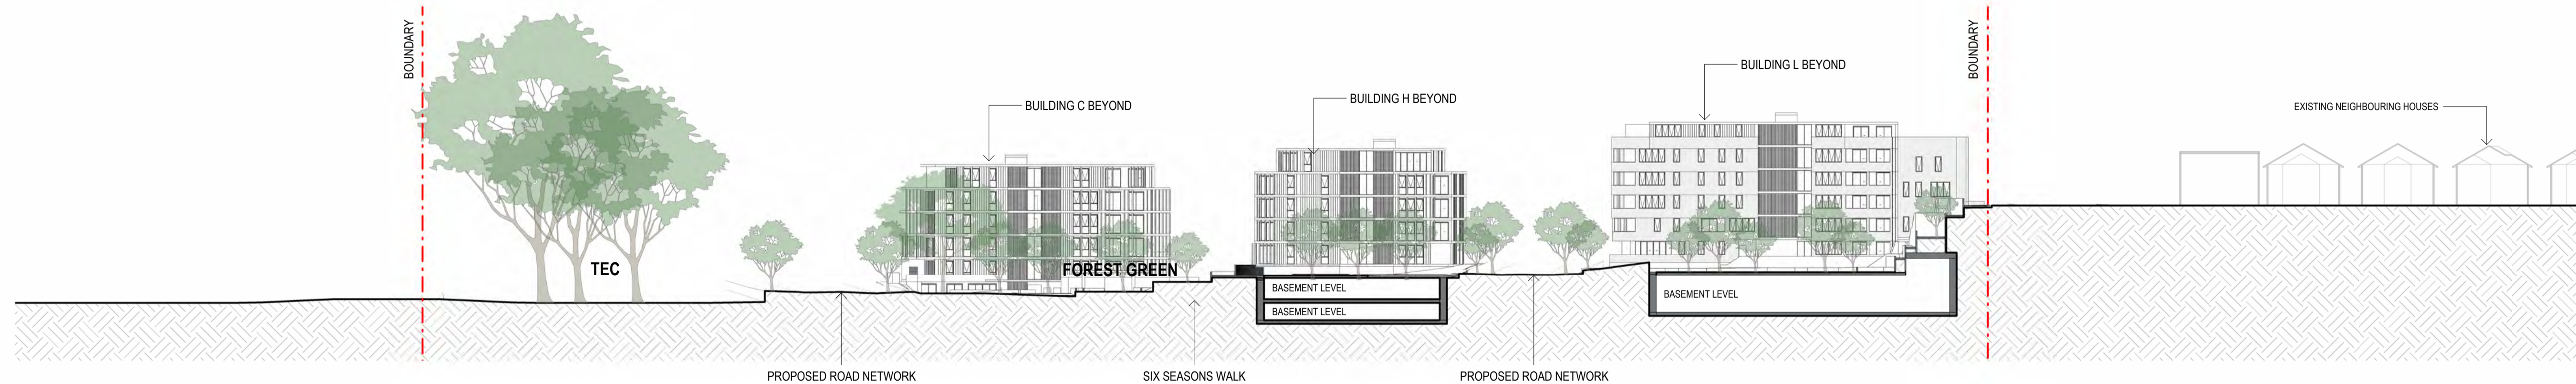 BOUNDARY
BUILDING C BEYOND
BUILDING H BEYOND
BUILDING L BEYOND
BOUNDARY
EXISTING NEIGHBOURING HOUSES
TEC
FOREST GREEN
BASEMENT LEVEL
BASEMENT LEVEL
BASEMENT LEVEL
PROPOSED ROAD NETWORK
SIX SEASONS WALK
PROPOSED ROAD NETWORK